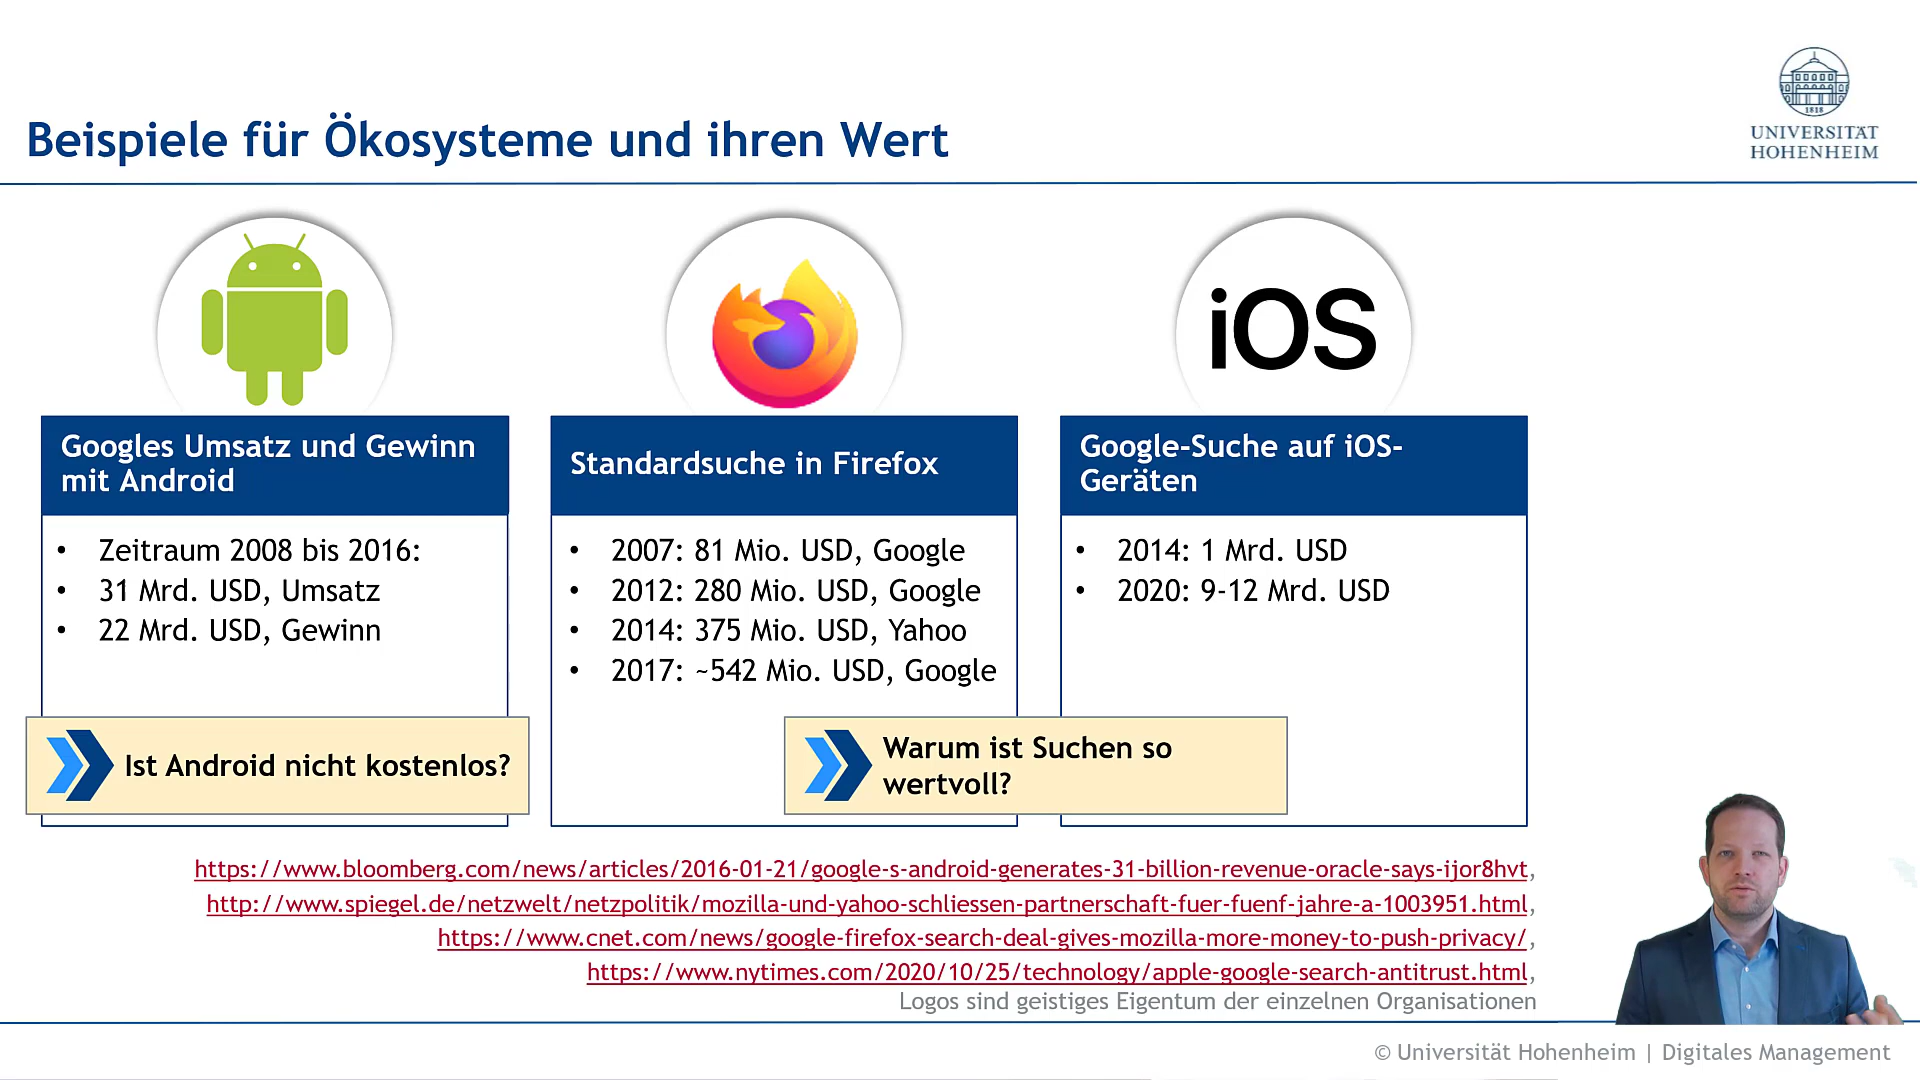 Beispiele für Ökosysteme und ihren Wert
1818
UNIVERSITÄT
HOHENHEIM
iOS
Googles Umsatz und Gewinn
mit Android
• Zeitraum 2008 bis 2016:
• 31 Mrd. USD, Umsatz
• 22 Mrd. USD, Gewinn
Ist Android nicht kostenlos?
Standardsuche in Firefox
• 2007: 81 Mio. USD, Google
• 2012: 280 Mio. USD, Google
• 2014: 375 Mio. USD, Yahoo
• 2017: ~542 Mio. USD, Google
Google-Suche auf iOS-
Geräten
• 2014: 1 Mrd. USD
• 2020: 9-12 Mrd. USD
Warum ist Suchen so
wertvoll?
https://www.bloomberg.com/news/articles/2016-01-21/google-s-android-generates-31-billion-revenue-oracle-says-ijor8hvt,
http://www.spiegel.de/netzwelt/netzpolitik/mozilla-und-yahoo-schliessen-partnerschaft-fuer-fuenf-jahre-a-1003951.html,
https://www.cnet.com/news/google-firefox-search-deal-gives-mozilla-more-money-to-push-privacy/,
https://www.nytimes.com/2020/10/25/technology/apple-google-search-antitrust.html,
Logos sind geistiges Eigentum der einzelnen Organisationen
© Universität Hohenheim | Digitales Management